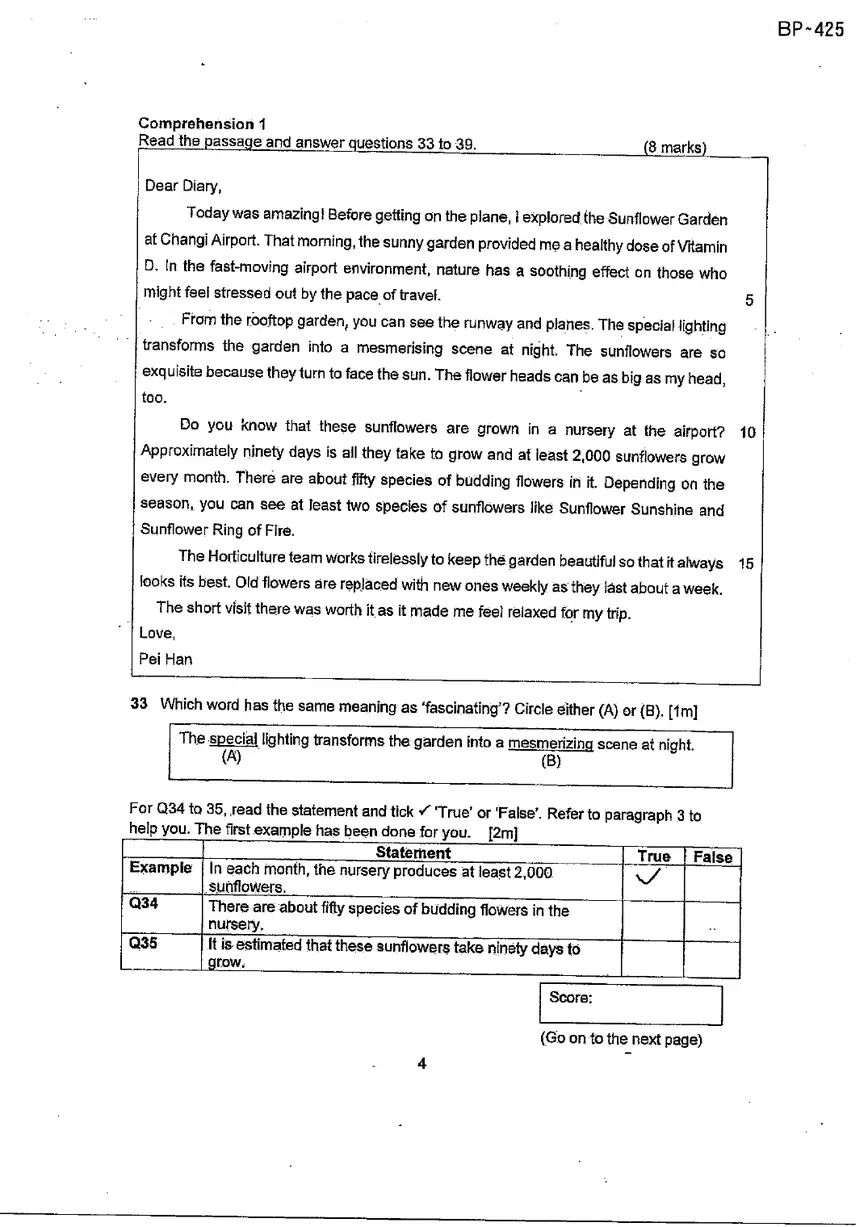 BP-425
Comprehension 1
Read the passage and answer questions 33 to 39. (8 marks)
Dear Diary,
Today was amazing! Before getting on the plane, I explored the Sunflower Garden
at Changi Airport. That morning, the sunny garden provided me a healthy dose of Vitamin
D. In the fast-moving airport environment, nature has a soothing effect on those who
might feel stressed out by the pace of travel. 5
From the rooftop garden, you can see the runway and planes. The special lighting
transforms the garden into a mesmerising scene at night. The sunflowers are so
exquisite because they turn to face the sun. The flower heads can be as big as my head,
too.
Do you know that these sunflowers are grown in a nursery at the airport? 10
Approximately ninety days is all they take to grow and at least 2,000 sunflowers grow
every month. There are about fifty species of budding flowers in it. Depending on the
season, you can see at least two species of sunflowers like Sunflower Sunshine and
Sunflower Ring of Fire.
The Horticulture team works tirelessly to keep the garden beautiful so that it always 15
looks its best. Old flowers are replaced with new ones weekly as they last about a week.
The short visit there was worth it as it made me feel relaxed for my trip.
Love,
Pei Han
33 Which word has the same meaning as 'fascinating'? Circle either (A) or (B). [1m]
The special lighting transforms the garden into a mesmerizing scene at night.
(A) (B)
For Q34 to 35, read the statement and tick ✓ 'True' or 'False'. Refer to paragraph 3 to
help you. The first example has been done for you. [2m]
Statement True False
Example In each month, the nursery produces at least 2,000 ✓
sunflowers.
Q34 There are about fifty species of budding flowers in the
nursery.
Q35 It is estimated that these sunflowers take ninety days to
grow.
Score:
(Go on to the next page)
4